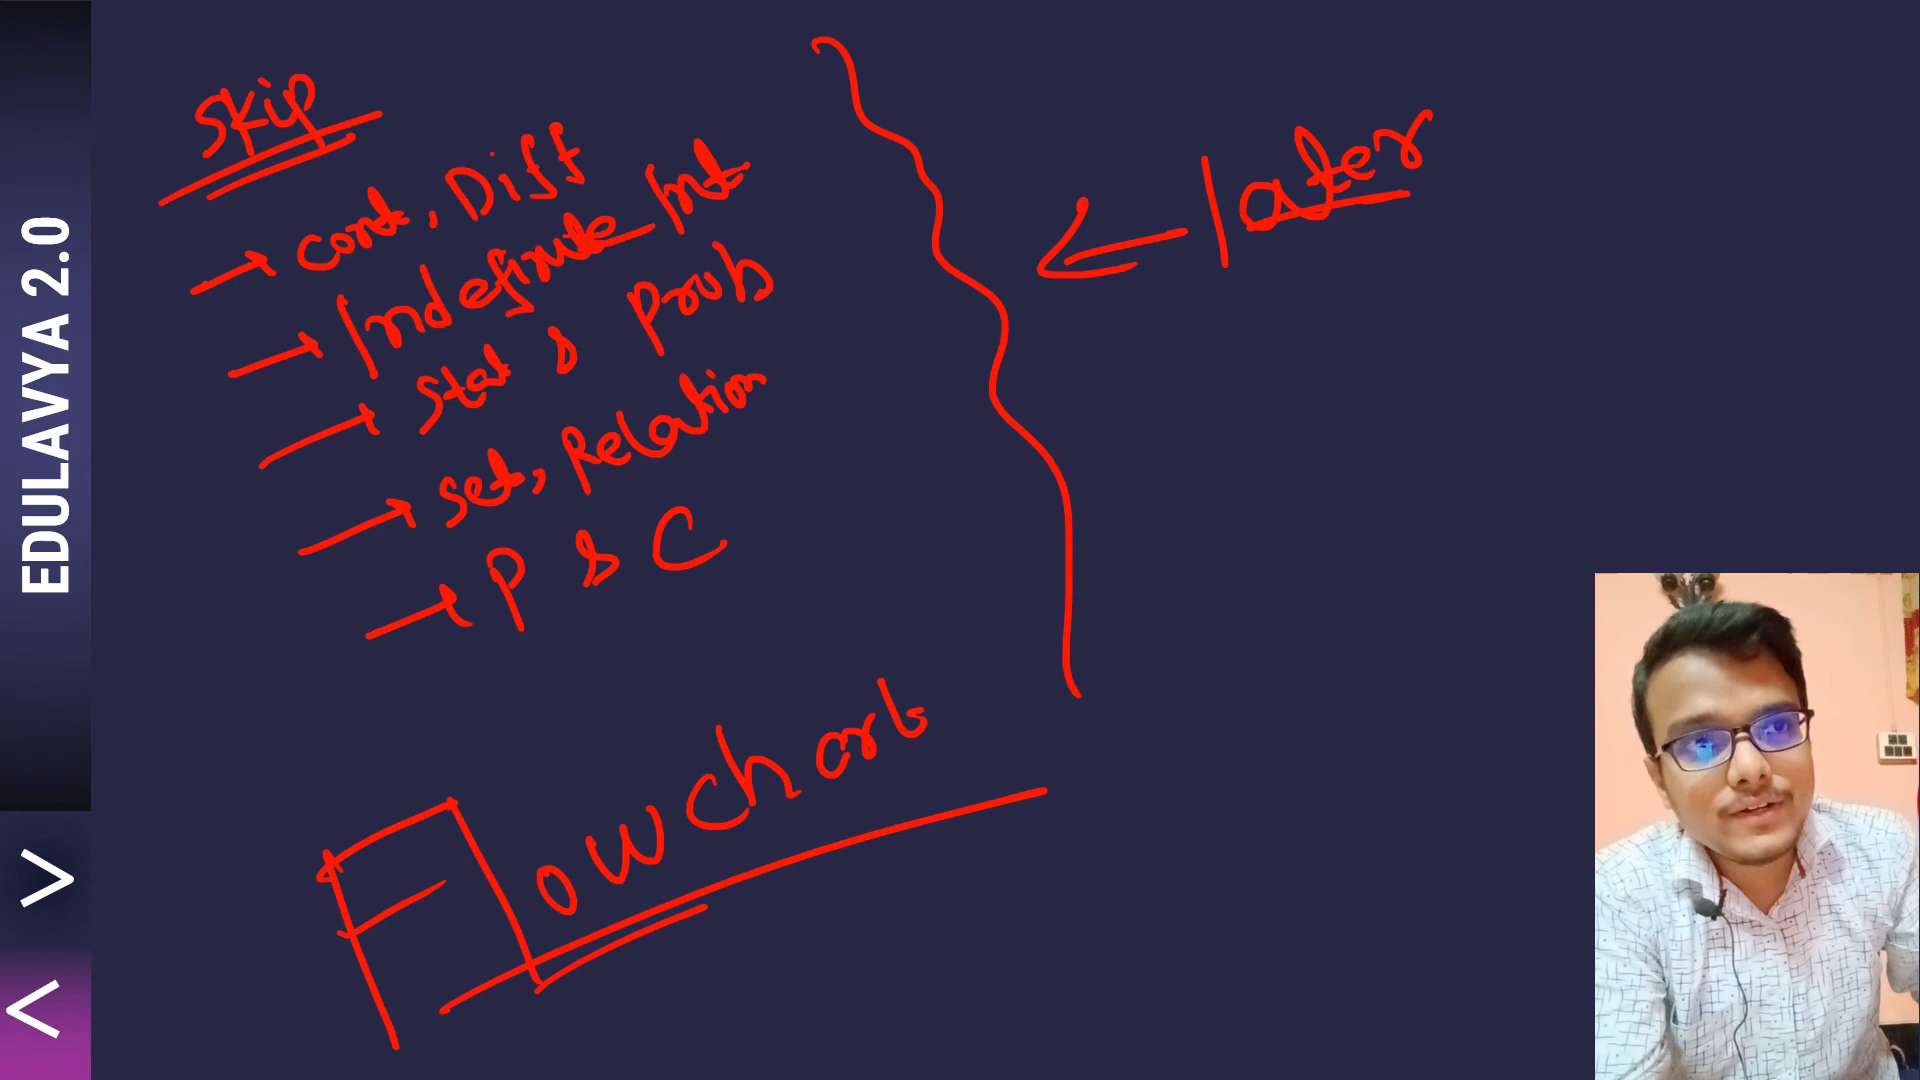 EDULAVYA 2.0
Skip
→ cont, Diff
→ Indefinite Int
→ Stat & Prob
→ Set, Relation
→ P & C
← later
Flowchart